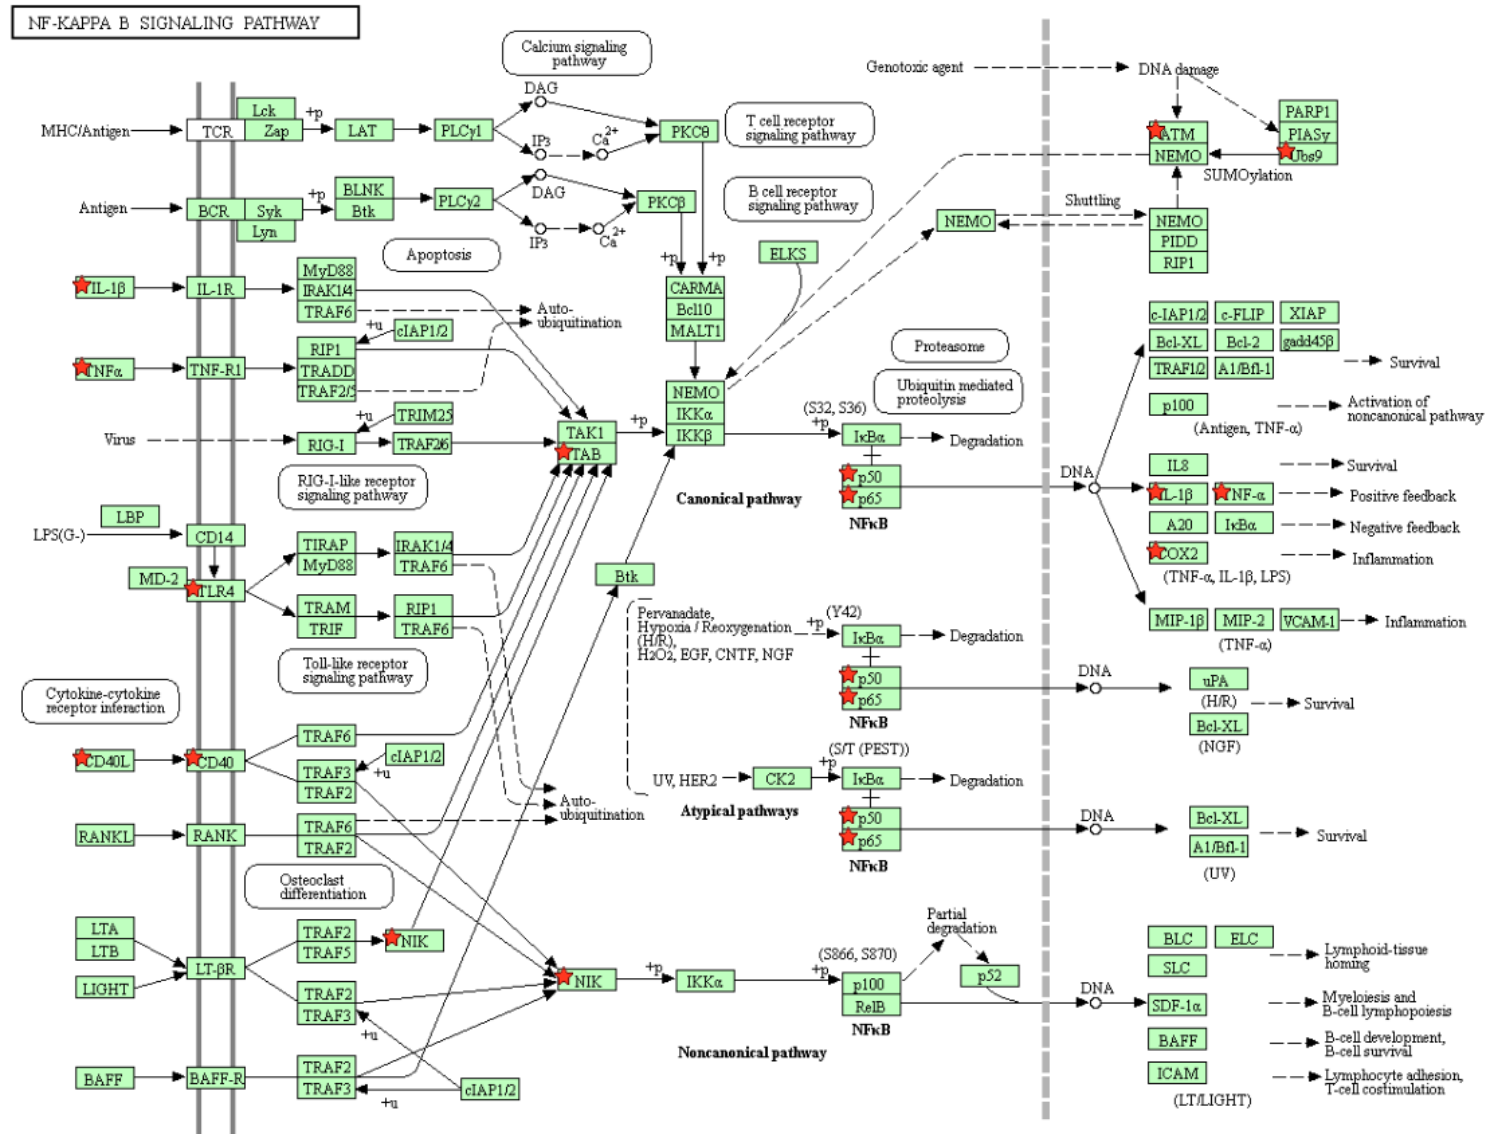 NF-KAPPA B SIGNALING PATHWAY
Calcium signaling
pathway
Genotoxic agent
DNA damage
MHC/Antigen
TCR
Lck
Zap
+p
LAT
PLCγ1
DAG
IP3
Ca2+
PKCθ
T cell receptor
signaling pathway
ATM
NEMO
PARP1
PIASy
Ubs9
SUMOylation
Antigen
BCR
Syk
Lyn
+p
BLNK
Btk
PLCγ2
DAG
IP3
Ca2+
PKCβ
B cell receptor
signaling pathway
NEMO
Shuttling
NEMO
PIDD
RIP1
Apoptosis
+p
+p
ELKS
IL-1β
IL-1R
MyD88
IRAK1/4
TRAF6
Auto-
ubiquitination
CARMA
Bcl10
MALT1
+u
cIAP1/2
TNFα
TNF-R1
RIP1
TRADD
TRAF2/5
Proteasome
Ubiquitin mediated
proteolysis
c-IAP1/2
c-FLIP
XIAP
Bcl-XL
Bcl-2
gadd45β
TRAF1/2
A1/Bfl-1
Survival
p100
Activation of
noncanonical pathway
(Antigen, TNF-α)
NEMO
IKKα
IKKβ
Virus
+u
TRIM25
RIG-I
TRAF2/6
TAK1
TAB
+p
(S32, S36)
+p
IκBα
Degradation
p50
p65
NFκB
Canonical pathway
DNA
RIG-I-like receptor
signaling pathway
IL8
Survival
IL-1β
TNF-α
Positive feedback
A20
IκBα
Negative feedback
COX2
Inflammation
(TNF-α, IL-1β, LPS)
MIP-1β
MIP-2
VCAM-1
Inflammation
(TNF-α)
LBP
LPS(G-)
CD14
MD-2
TLR4
TIRAP
MyD88
IRAK1/4
TRAF6
TRAM
TRIF
RIP1
TRAF6
Btk
Toll-like receptor
signaling pathway
Pervanadate,
Hypoxia / Reoxygenation
(H/R),
H2O2, EGF, CNTF, NGF
+p
(Y42)
IκBα
Degradation
p50
p65
NFκB
DNA
uPA
(H/R)
Bcl-XL
(NGF)
Survival
Cytokine-cytokine
receptor interaction
CD40L
CD40
TRAF6
TRAF3
TRAF2
cIAP1/2
+u
(S/T (PEST))
UV, HER2
CK2
+p
IκBα
Degradation
Atypical pathways
p50
p65
NFκB
DNA
Bcl-XL
A1/Bfl-1
(UV)
Survival
Auto-
ubiquitination
RANKL
RANK
TRAF6
TRAF2
Osteoclast
differentiation
LTA
LTB
LIGHT
LT-βR
TRAF2
TRAF5
NIK
TRAF2
TRAF3
+u
NIK
+p
IKKα
(S866, S870)
+p
p100
RelB
NFκB
Partial
degradation
p52
DNA
Noncanonical pathway
BLC
ELC
SLC
Lymphoid-tissue
homing
SDF-1α
Myeloiesis and
B-cell lymphopoiesis
BAFF
B-cell development,
B-cell survival
ICAM
Lymphocyte adhesion,
T-cell costimulation
(LT/LIGHT)
BAFF
BAFF-R
TRAF2
TRAF3
cIAP1/2
+u